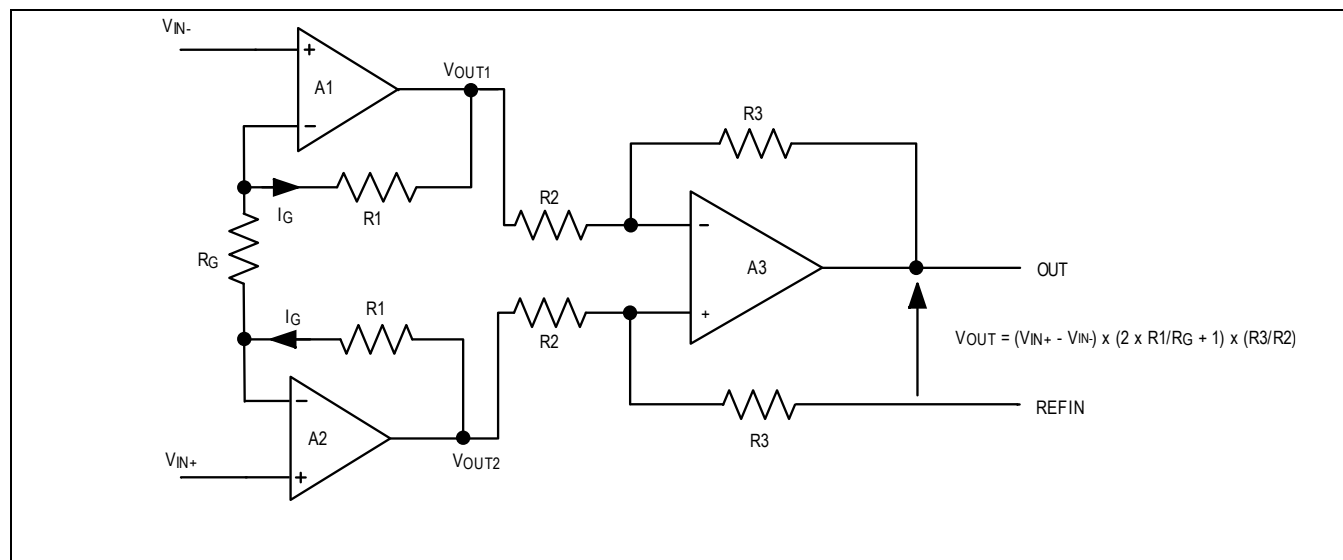 VIN-
+
A1
−
VOUT1
R3
IG
R1
R2
−
RG
A3
OUT
IG
R1
R2
+
VOUT = (VIN+ - VIN-) x (2 x R1/RG + 1) x (R3/R2)
−
A2
R3
REFIN
VIN+
+
VOUT2